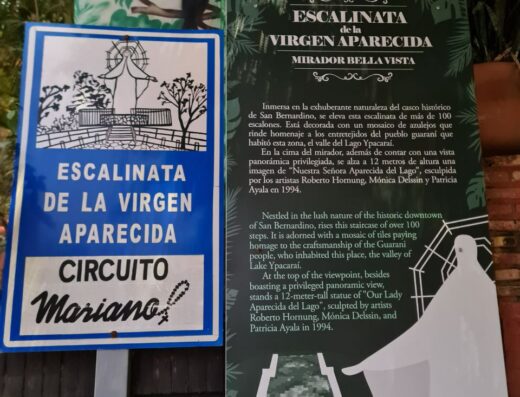 ESCALINATA
DE LA VIRGEN
APARECIDA
CIRCUITO
Mariano!
ESCALINATA
de la
VIRGEN APARECIDA
MIRADOR BELLA VISTA
Inmersa en la exhuberante naturaleza del casco histórico
de San Bernardino, se eleva esta escalinata de más de 100
escalones. Está decorada con un mosaico de azulejos que
rinde homenaje a los entretejidos del pueblo guaraní que
habitó esta zona, el valle del Lago Ypacaraí.
En la cima del mirador, además de contar con una vista
panorámica privilegiada, se alza a 12 metros de altura una
imagen de "Nuestra Señora Aparecida del Lago", esculpida
por los artistas Roberto Hornung, Mónica Delssin y Patricia
Ayala en 1994.
Nestled in the lush nature of the historic downtown
of San Bernardino, rises this staircase of over 100
steps. It is adorned with a mosaic of tiles paying
homage to the craftsmanship of the Guarani
people, who inhabited this place, the valley of
Lake Ypacaraí.
At the top of the viewpoint, besides
boasting a privileged panoramic view,
stands a 12-meter-tall statue of "Our Lady
Aparecida del Lago", sculpted by artists
Roberto Hornung, Mónica Delssin, and
Patricia Ayala in 1994.